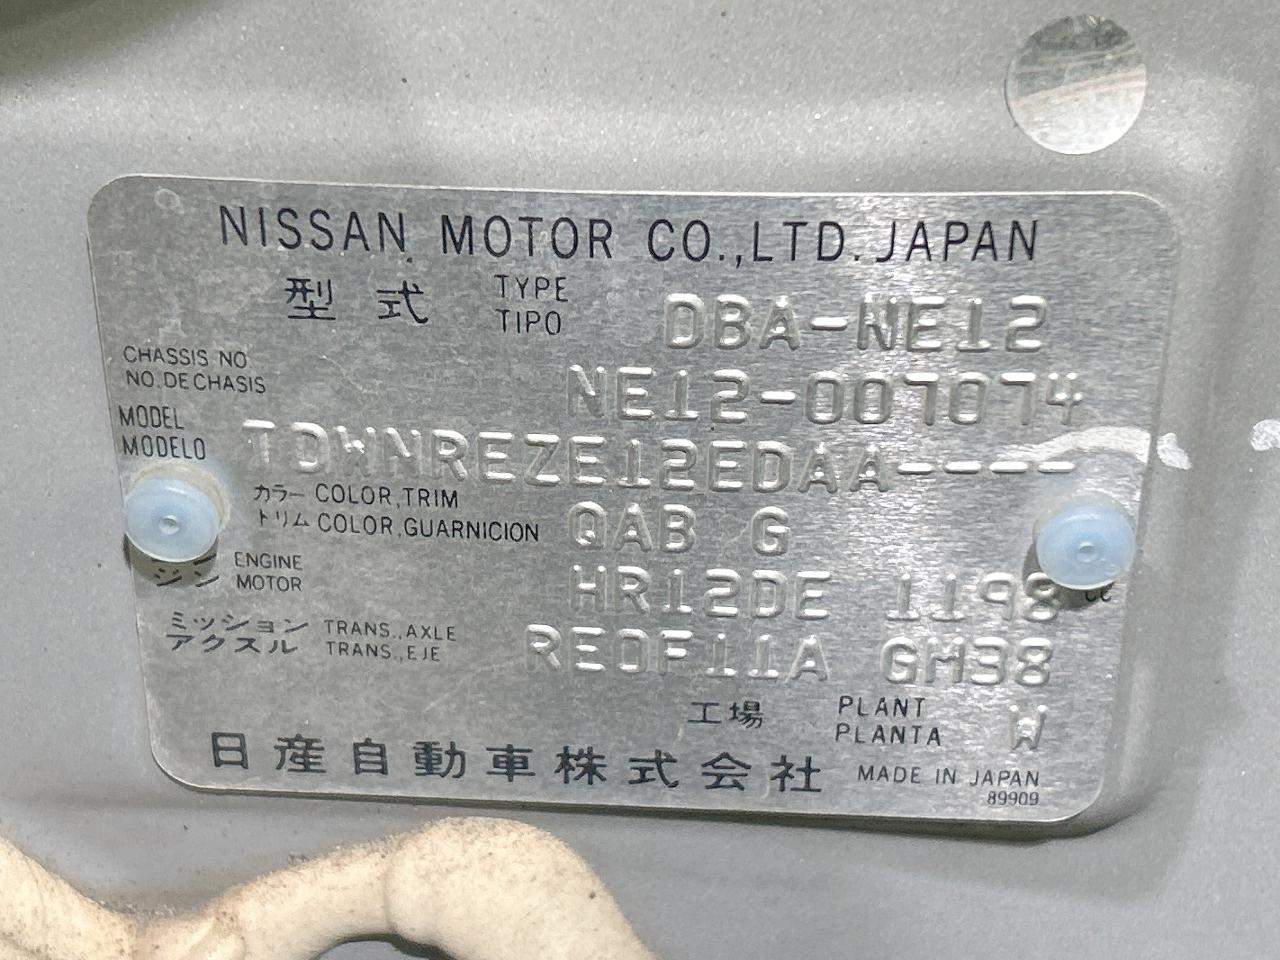 NISSAN MOTOR CO.,LTD. JAPAN
型式 TYPE TIPO DBA-NE12
CHASSIS NO
NO.DE CHASIS NE12-007074
MODEL
MODELO TDWNREZE12EDAA----
カラー COLOR,TRIM
トリム COLOR,GUARNICION QAB G
ENGINE
ジン MOTOR HR12DE 1198 cc
ミッション TRANS.,AXLE
アクスル TRANS.,EJE RE0F11A GM38
工場 PLANT
PLANTA W
日産自動車株式会社 MADE IN JAPAN
89909